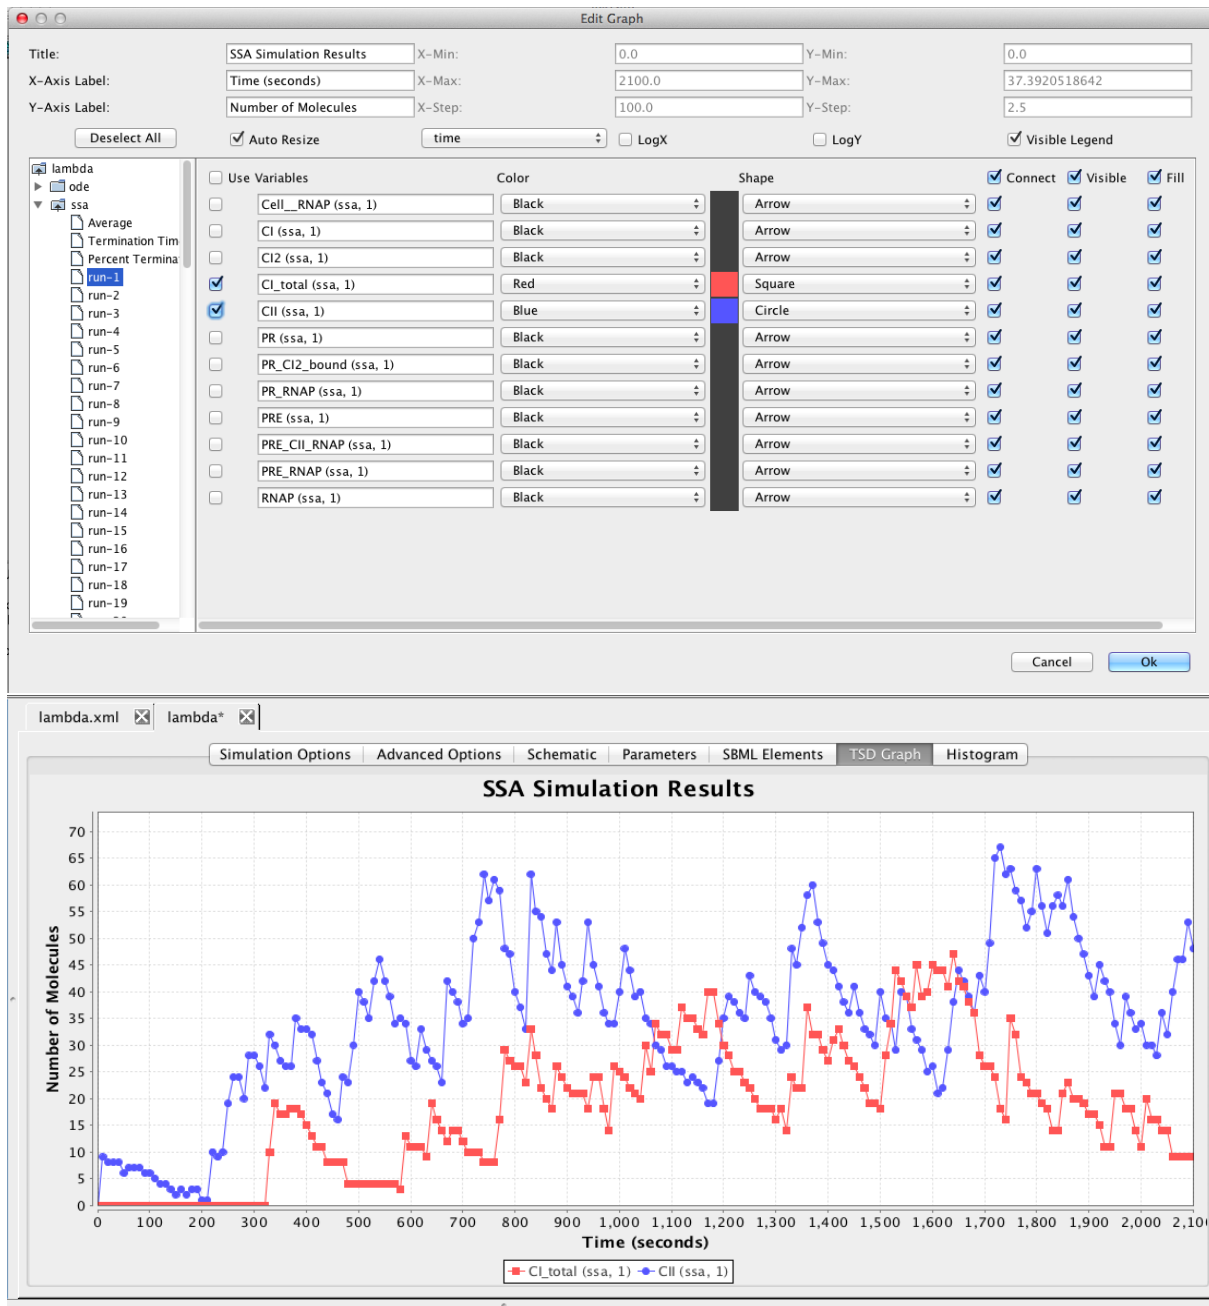 Edit Graph
Title: SSA Simulation Results X-Min: 0.0 Y-Min: 0.0
X-Axis Label: Time (seconds) X-Max: 2100.0 Y-Max: 37.3920518642
Y-Axis Label: Number of Molecules X-Step: 100.0 Y-Step: 2.5
Deselect All Auto Resize time LogX LogY Visible Legend
lambda
ode
ssa
Average
Termination Tim
Percent Termina
run-1
run-2
run-3
run-4
run-5
run-6
run-7
run-8
run-9
run-10
run-11
run-12
run-13
run-14
run-15
run-16
run-17
run-18
run-19
Use Variables Color Shape Connect Visible Fill
Cell__RNAP (ssa, 1) Black Arrow
CI (ssa, 1) Black Arrow
CI2 (ssa, 1) Black Arrow
CI_total (ssa, 1) Red Square
CII (ssa, 1) Blue Circle
PR (ssa, 1) Black Arrow
PR_CI2_bound (ssa, 1) Black Arrow
PR_RNAP (ssa, 1) Black Arrow
PRE (ssa, 1) Black Arrow
PRE_CII_RNAP (ssa, 1) Black Arrow
PRE_RNAP (ssa, 1) Black Arrow
RNAP (ssa, 1) Black Arrow
Cancel Ok
lambda.xml lambda*
Simulation Options Advanced Options Schematic Parameters SBML Elements TSD Graph Histogram
SSA Simulation Results
Number of Molecules
70
65
60
55
50
45
40
35
30
25
20
15
10
5
0
0 100 200 300 400 500 600 700 800 900 1,000 1,100 1,200 1,300 1,400 1,500 1,600 1,700 1,800 1,900 2,000 2,10
Time (seconds)
CI_total (ssa, 1) CII (ssa, 1)